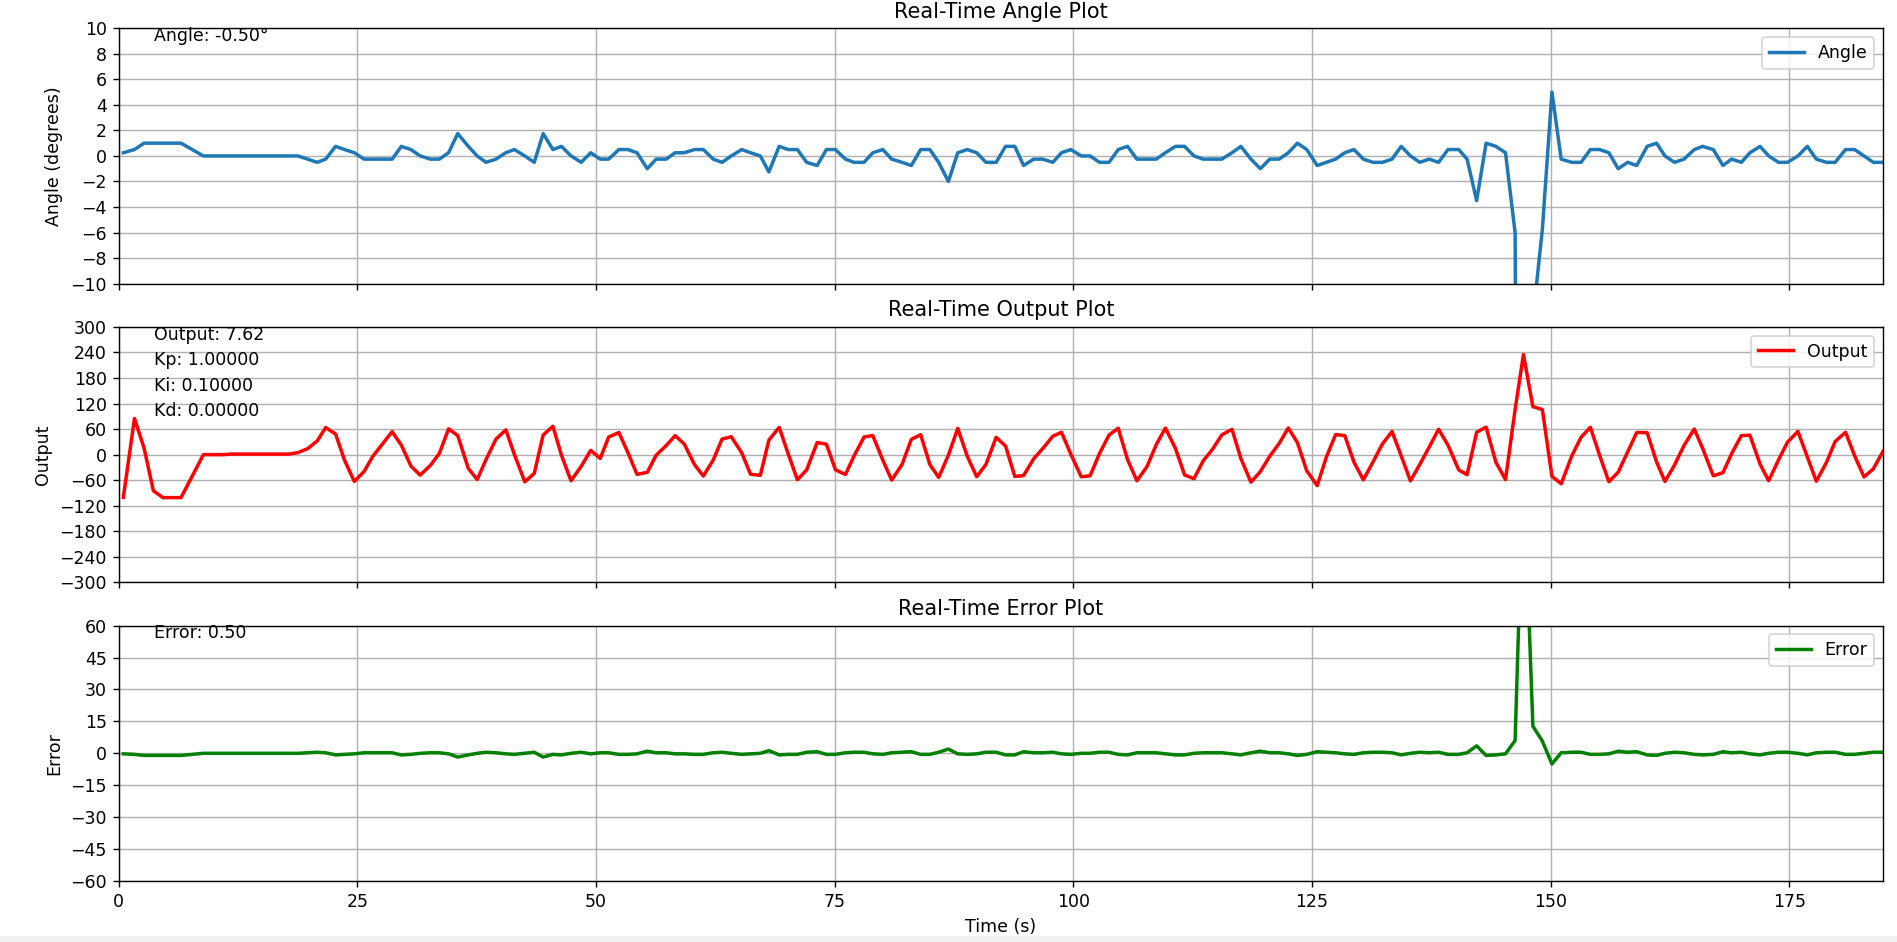 Real-Time Angle Plot
Angle: -0.50°
Angle
Angle (degrees)
10
8
6
4
2
0
−2
−4
−6
−8
−10
Real-Time Output Plot
Output: 7.62
Kp: 1.00000
Ki: 0.10000
Kd: 0.00000
Output
Output
300
240
180
120
60
0
−60
−120
−180
−240
−300
Real-Time Error Plot
Error: 0.50
Error
Error
60
45
30
15
0
−15
−30
−45
−60
0 25 50 75 100 125 150 175
Time (s)